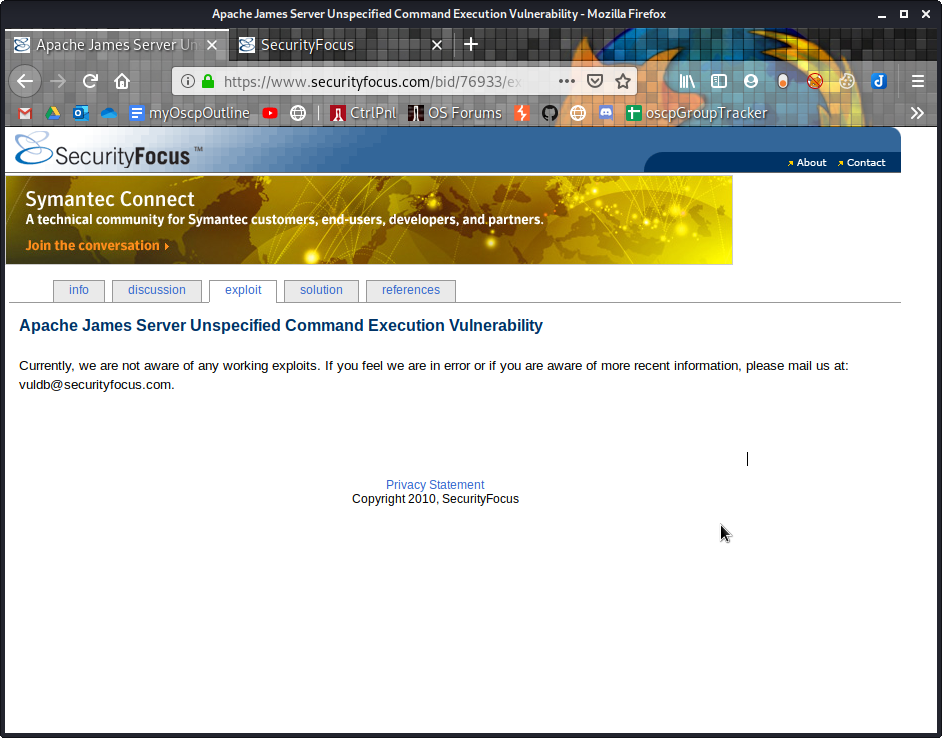 Apache James Server Unspecified Command Execution Vulnerability - Mozilla Firefox
Apache James Server Un
SecurityFocus
https://www.securityfocus.com/bid/76933/ex
myOscpOutline
CtrlPnl
OS Forums
oscpGroupTracker
SecurityFocus™
About
Contact
Symantec Connect
A technical community for Symantec customers, end-users, developers, and partners.
Join the conversation
info
discussion
exploit
solution
references
Apache James Server Unspecified Command Execution Vulnerability
Currently, we are not aware of any working exploits. If you feel we are in error or if you are aware of more recent information, please mail us at:
vuldb@securityfocus.com.
Privacy Statement
Copyright 2010, SecurityFocus